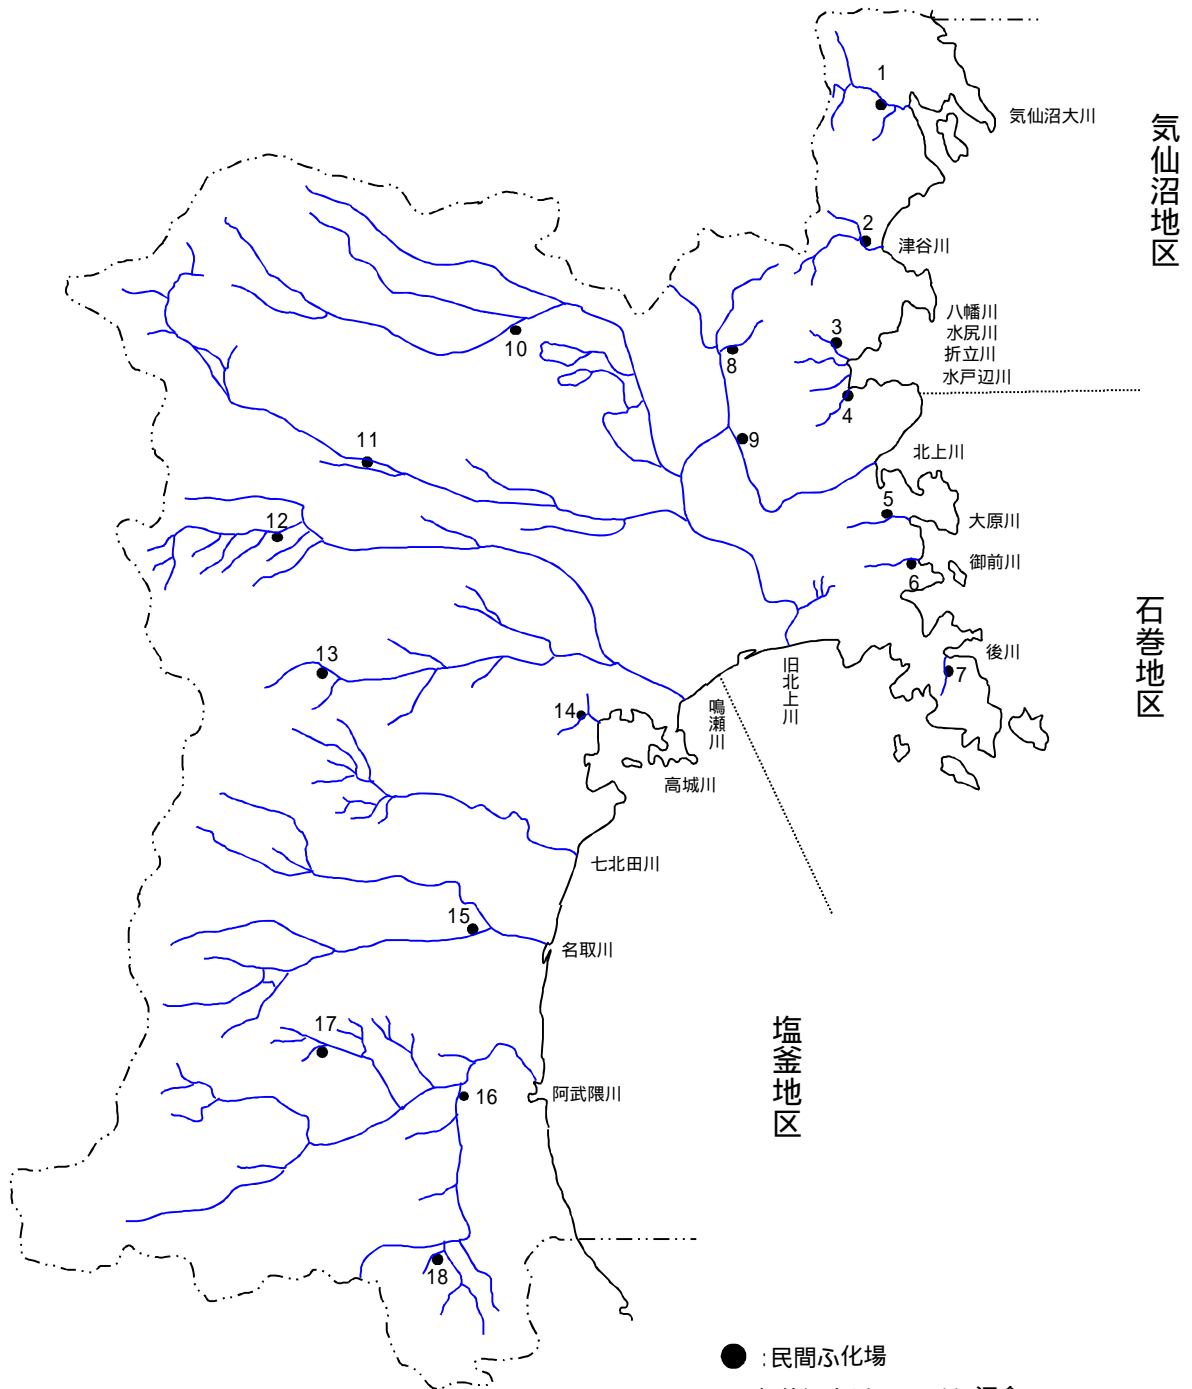 1
気仙沼大川
気仙沼地区
2
津谷川
八幡川
水尻川
折立川
水戸辺川
3
4
8
9
10
11
12
北上川
5
大原川
御前川
6
石巻地区
後川
7
旧北上川
鳴瀬川
13
14
高城川
七北田川
15
名取川
17
塩釜地区
16
阿武隈川
18
●:民間ふ化場